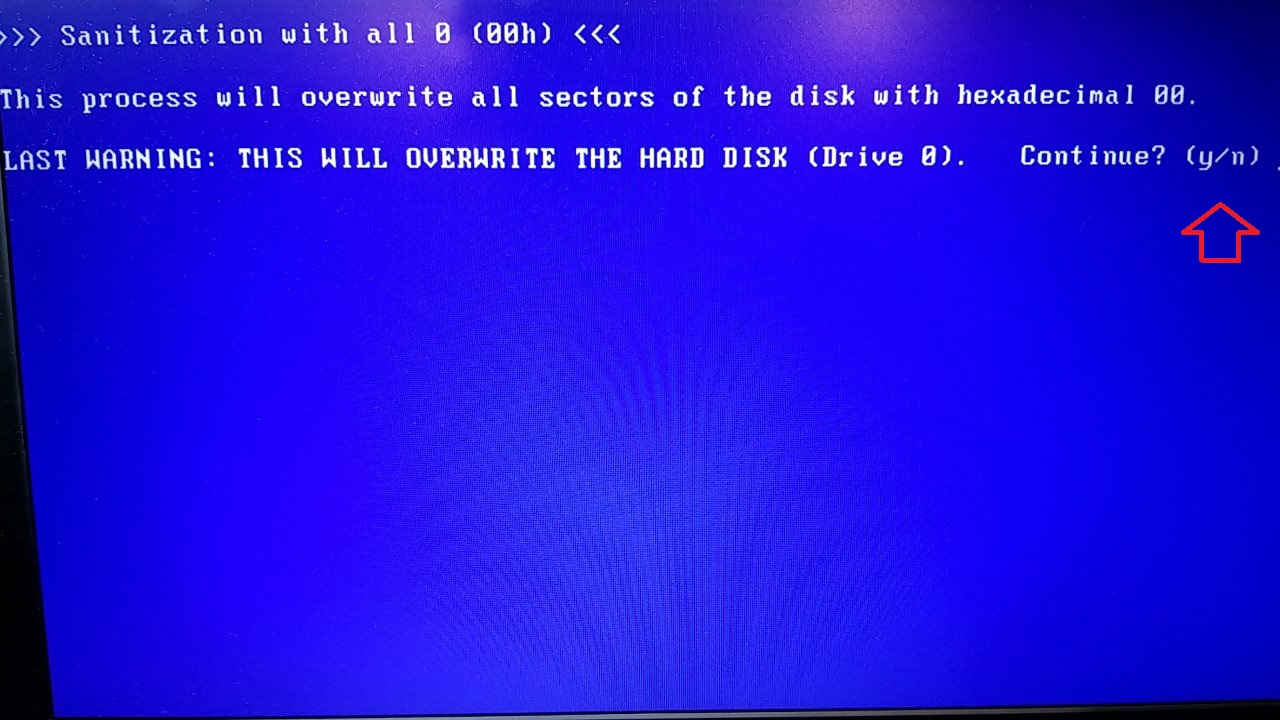 >>> Sanitization with all 0 (00h) <<<
This process will overwrite all sectors of the disk with hexadecimal 00.
LAST WARNING: THIS WILL OVERWRITE THE HARD DISK (Drive 0).   Continue? (y/n) _